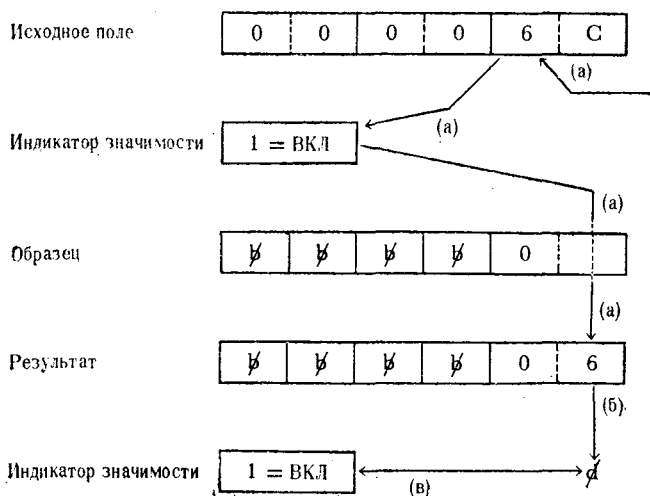 Исходное поле 0 0 0 0 6 C
(а)
(а)
Индикатор значимости 1 = ВКЛ
(а)
Образец ƀ ƀ ƀ ƀ 0
(а)
Результат ƀ ƀ ƀ ƀ 0 6
(б)
Индикатор значимости 1 = ВКЛ (в)